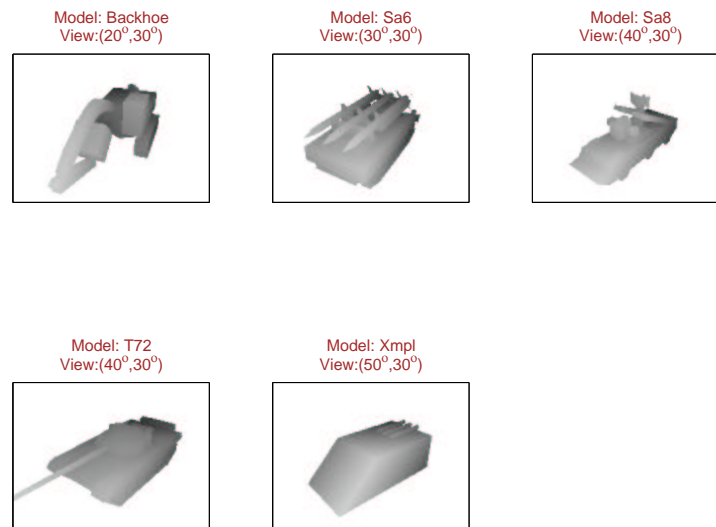 Model: Backhoe
View:(20°,30°)
Model: Sa6
View:(30°,30°)
Model: Sa8
View:(40°,30°)
Model: T72
View:(40°,30°)
Model: Xmpl
View:(50°,30°)